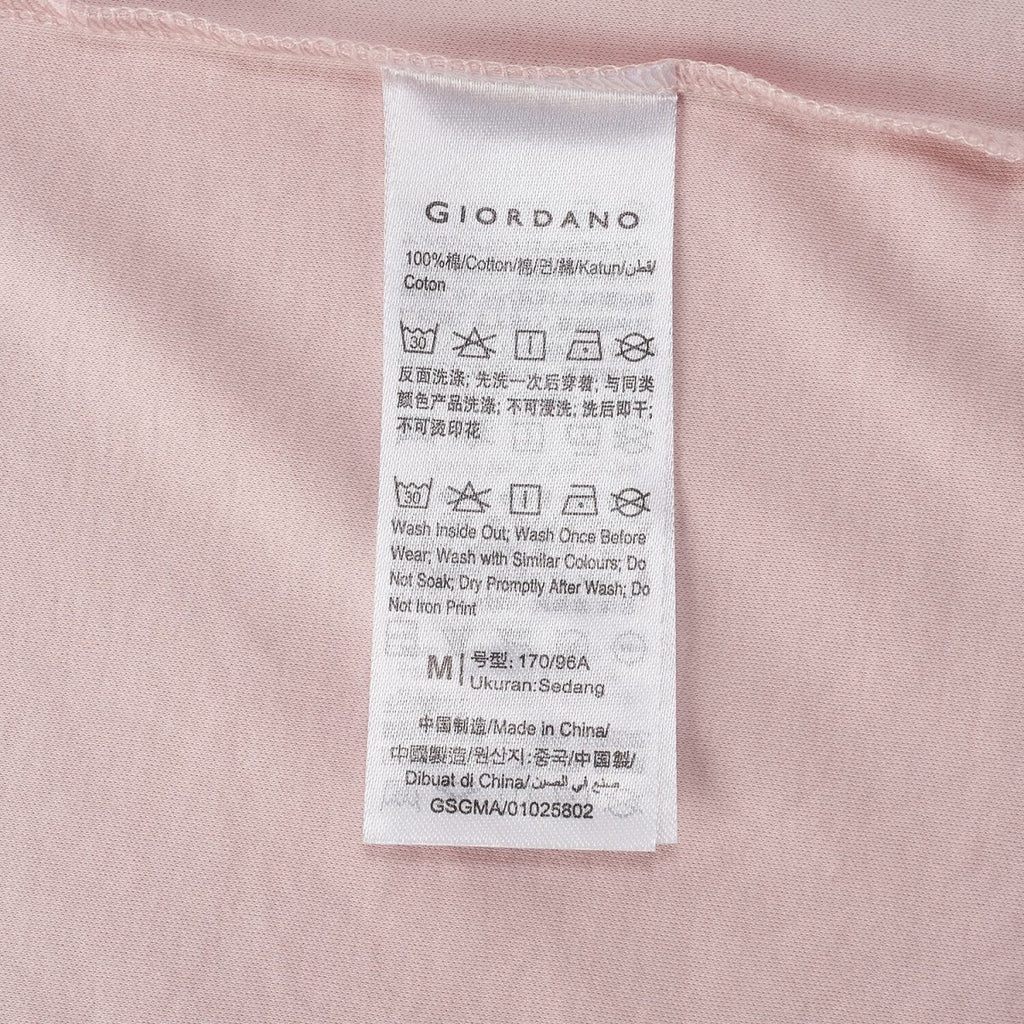 GIORDANO
100%棉/Cotton/棉/면/綿/Katun/قطن/
Coton
30
反面洗涤; 先洗一次后穿着; 与同类
颜色产品洗涤; 不可浸洗; 洗后即干;
不可烫印花
30
Wash Inside Out; Wash Once Before
Wear; Wash with Similar Colours; Do
Not Soak; Dry Promptly After Wash; Do
Not Iron Print
M 号型: 170/96A
Ukuran:Sedang
中国制造/Made in China/
中國製造/원산지:중국/中国製/
Dibuat di China/صنع في الصين
GSGMA/01025802